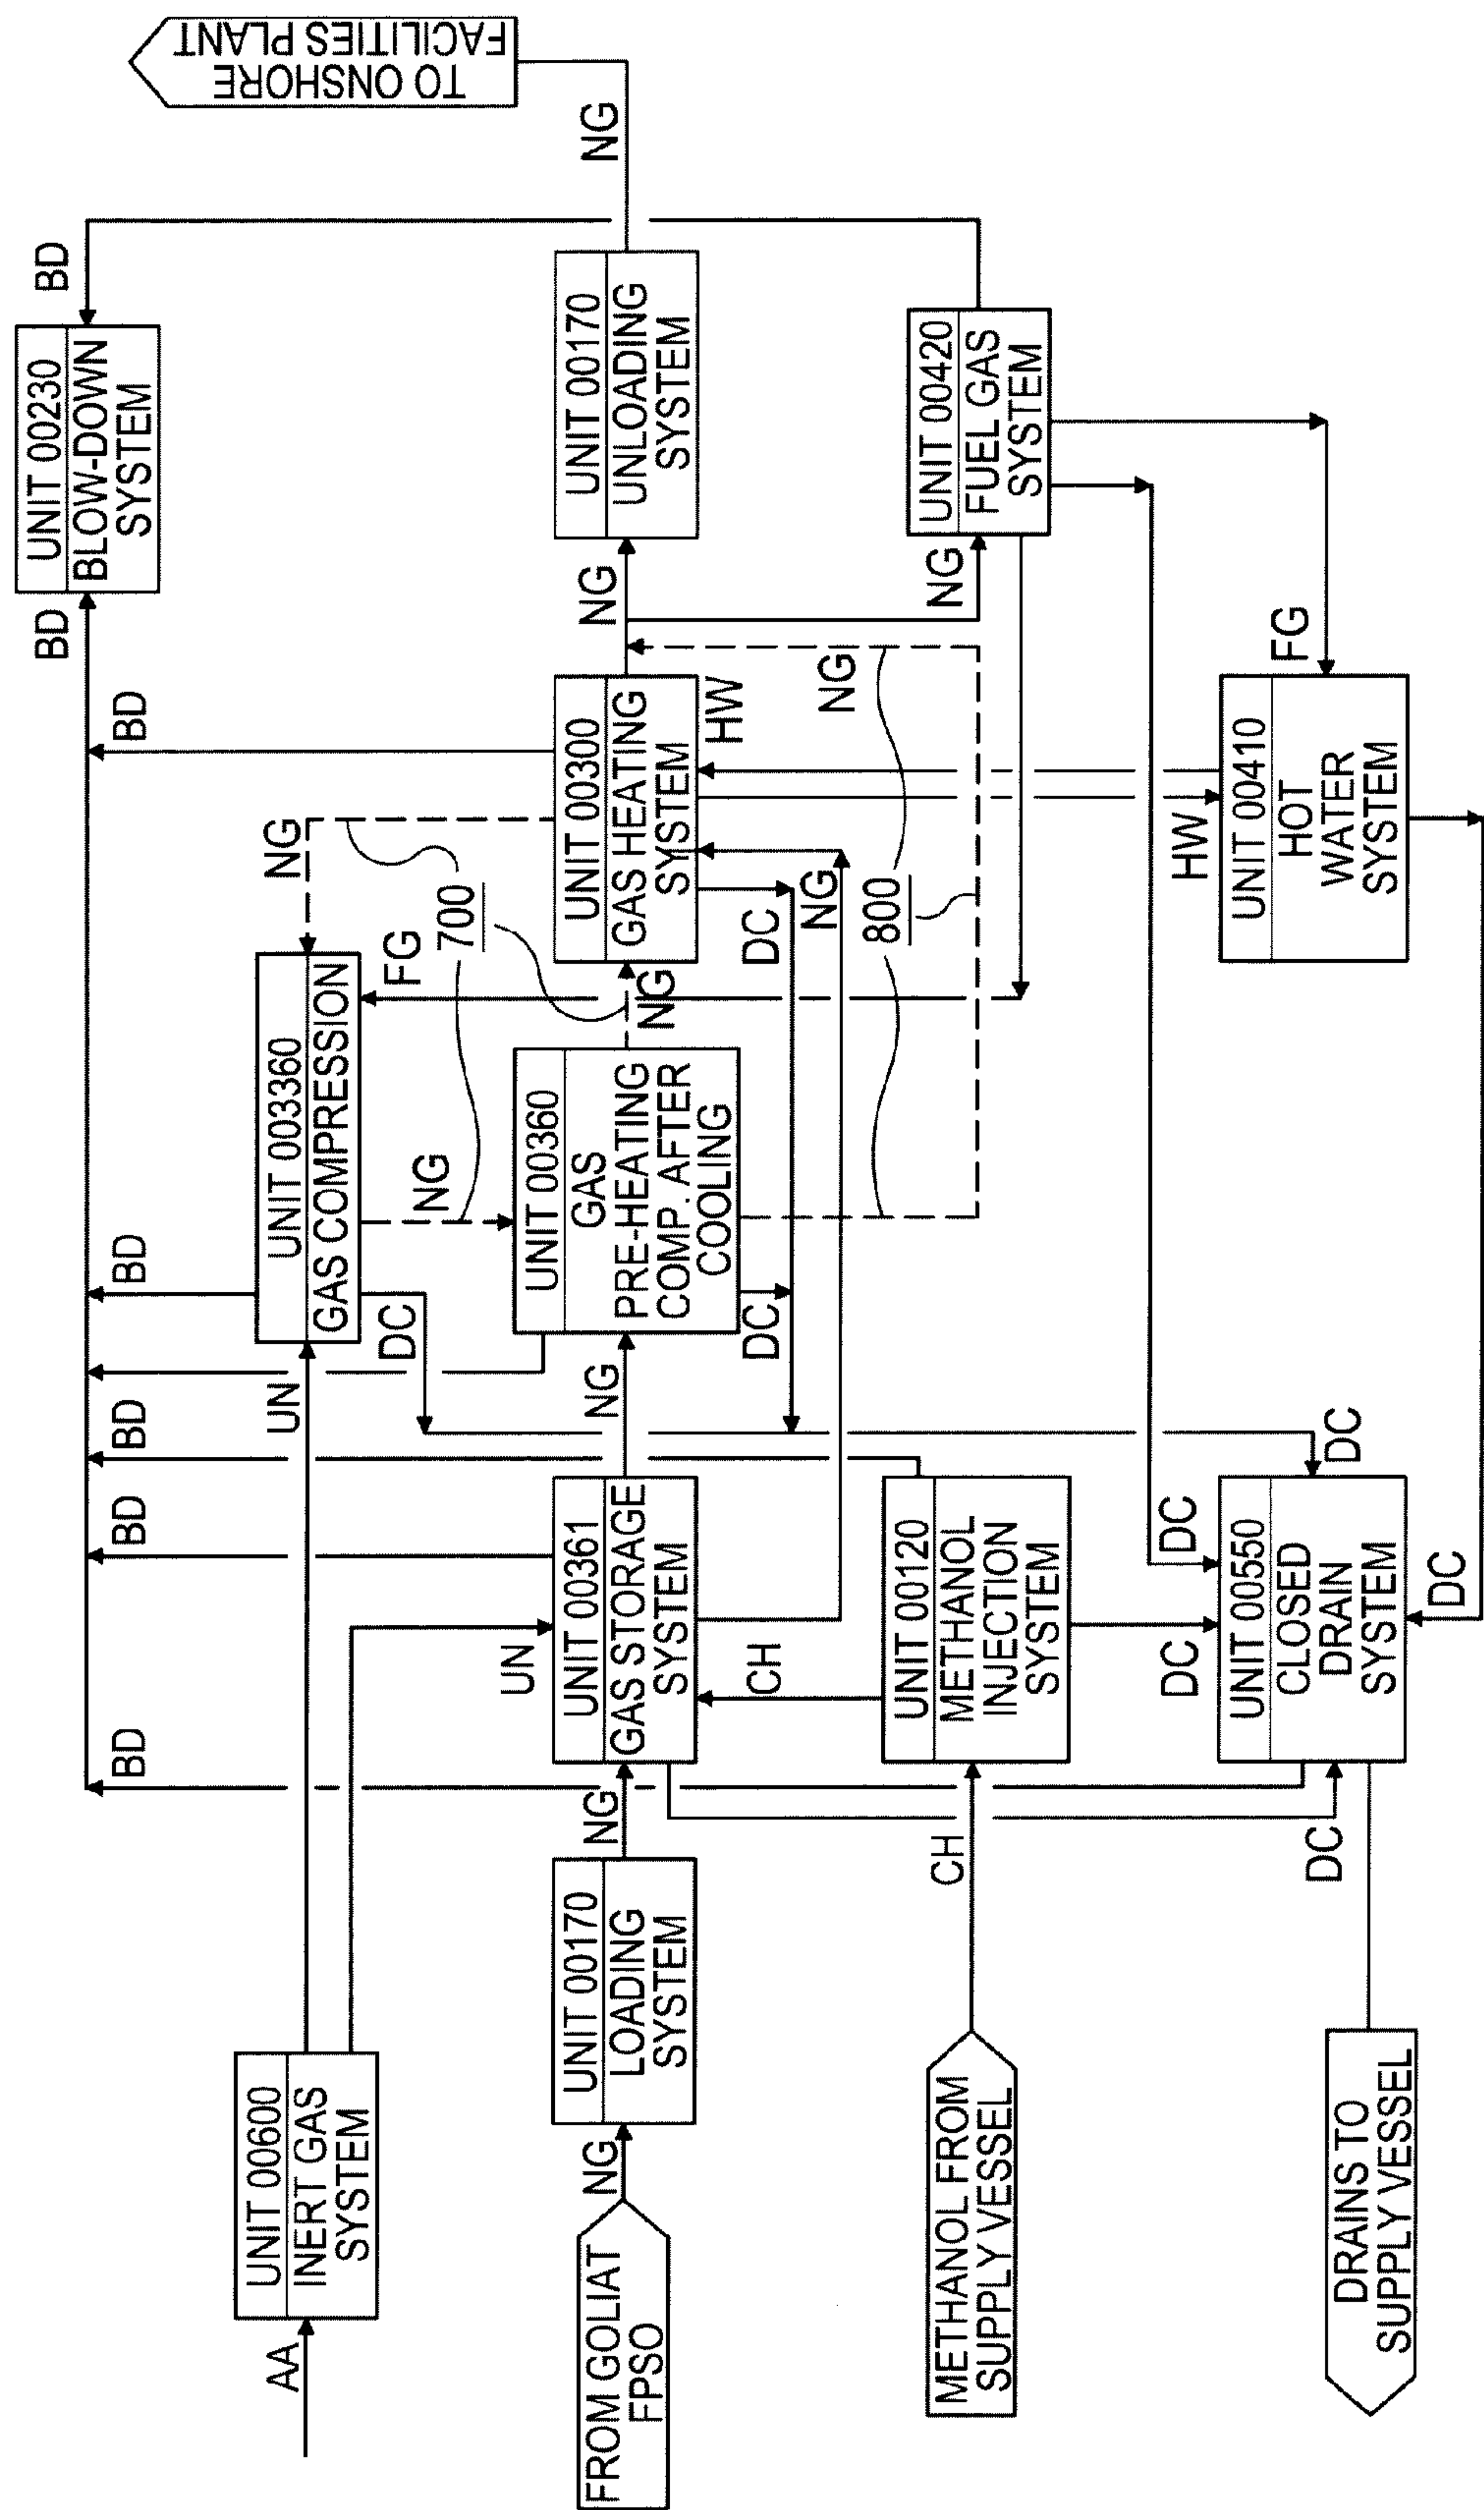 TO ONSHORE
FACILITIES PLANT
NG
BD
UNIT 00230
BLOW-DOWN
SYSTEM
BD
UNIT 00170
UNLOADING
SYSTEM
UNIT 00420
FUEL GAS
SYSTEM
NG
NG
BD
UNIT 00300
GAS HEATING
SYSTEM
HW
NG
FG
UNIT 00410
HOT
WATER
SYSTEM
HW
NG
700
FG
DC
NG
800
NG
UNIT 003360
GAS COMPRESSION
NG
UNIT 00360
GAS
PRE-HEATING
COMP. AFTER
COOLING
BD
DC
DC
UN
NG
BD
BD
UN
UNIT 00361
GAS STORAGE
SYSTEM
CH
UNIT 00120
METHANOL
INJECTION
SYSTEM
DC
DC
DC
UNIT 00550
CLOSED
DRAIN
SYSTEM
DC
BD
NG
CH
DC
UNIT 00170
LOADING
SYSTEM
UNIT 00600
INERT GAS
SYSTEM
NG
AA
FROM GOLIAT
FPSO
METHANOL FROM
SUPPLY VESSEL
DRAINS TO
SUPPLY VESSEL